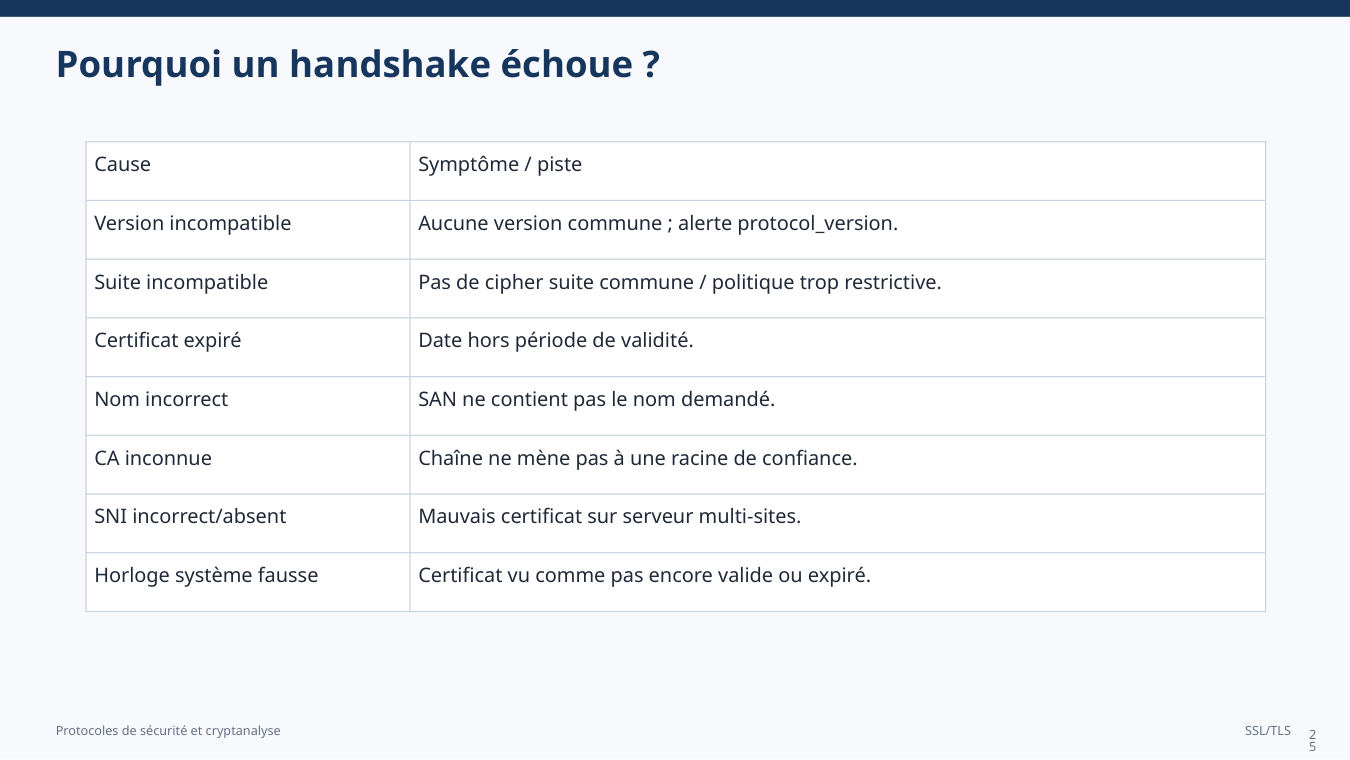 Pourquoi un handshake échoue ?
Cause
Symptôme / piste
Version incompatible
Aucune version commune ; alerte protocol_version.
Suite incompatible
Pas de cipher suite commune / politique trop restrictive.
Certificat expiré
Date hors période de validité.
Nom incorrect
SAN ne contient pas le nom demandé.
CA inconnue
Chaîne ne mène pas à une racine de confiance.
SNI incorrect/absent
Mauvais certificat sur serveur multi-sites.
Horloge système fausse
Certificat vu comme pas encore valide ou expiré.
Protocoles de sécurité et cryptanalyse
SSL/TLS
2
5